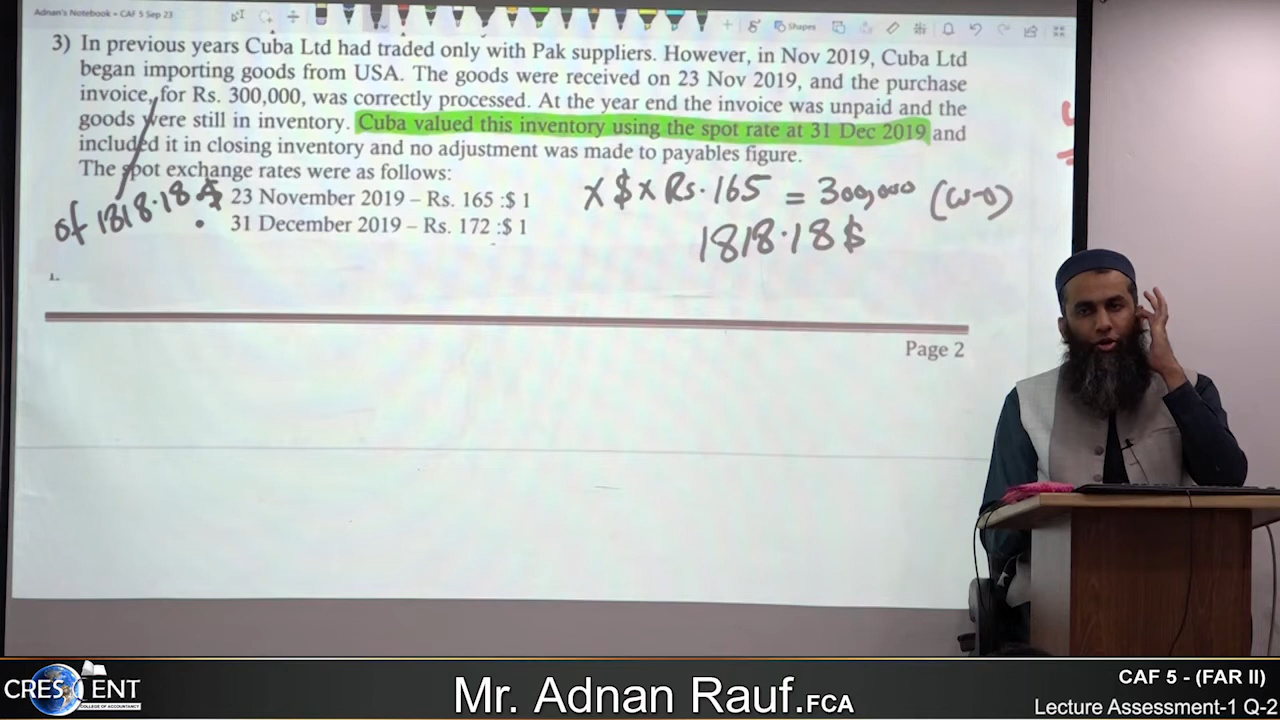 Adnan's Notebook - CAF 5 Sep 23
Shapes
3) In previous years Cuba Ltd had traded only with Pak suppliers. However, in Nov 2019, Cuba Ltd
began importing goods from USA. The goods were received on 23 Nov 2019, and the purchase
invoice, for Rs. 300,000, was correctly processed. At the year end the invoice was unpaid and the
goods were still in inventory. Cuba valued this inventory using the spot rate at 31 Dec 2019 and
included it in closing inventory and no adjustment was made to payables figure.
The spot exchange rates were as follows:
of 1818.18 $
• 23 November 2019 – Rs. 165 :$ 1
• 31 December 2019 – Rs. 172 :$ 1
x $ x Rs. 165 = 300,000 (W-0)
1818.18 $
1.
Page 2
CRESCENT
COLLEGE OF ACCOUNTANCY
Mr. Adnan Rauf.FCA
CAF 5 - (FAR II)
Lecture Assessment-1 Q-2